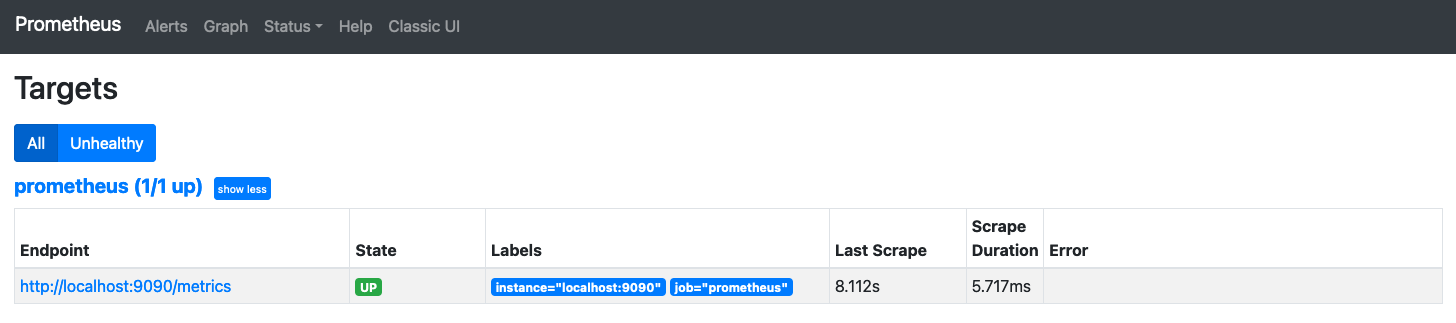 Prometheus Alerts Graph Status Help Classic UI
Targets
All Unhealthy
prometheus (1/1 up) show less
Endpoint State Labels Last Scrape Scrape Duration Error
http://localhost:9090/metrics UP instance="localhost:9090" job="prometheus" 8.112s 5.717ms